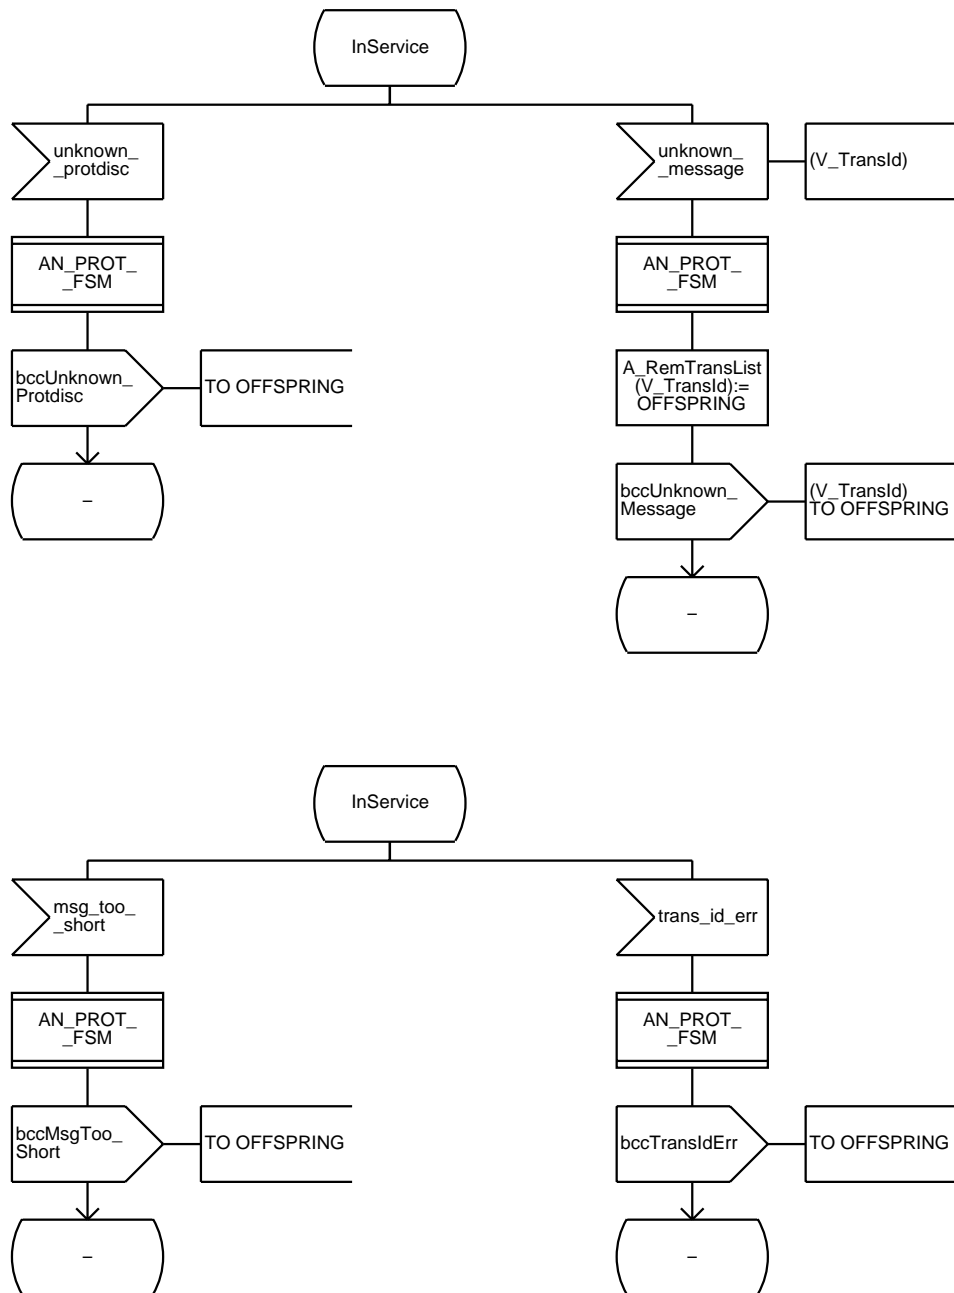 InService
unknown_
_protdisc
unknown_
_message
(V_TransId)
AN_PROT_
_FSM
AN_PROT_
_FSM
bccUnknown_
Protdisc
TO OFFSPRING
A_RemTransList
(V_TransId):=
OFFSPRING
–
bccUnknown_
Message
(V_TransId)
TO OFFSPRING
–
InService
msg_too_
_short
trans_id_err
AN_PROT_
_FSM
AN_PROT_
_FSM
bccMsgToo_
Short
TO OFFSPRING
bccTransIdErr
TO OFFSPRING
–
–